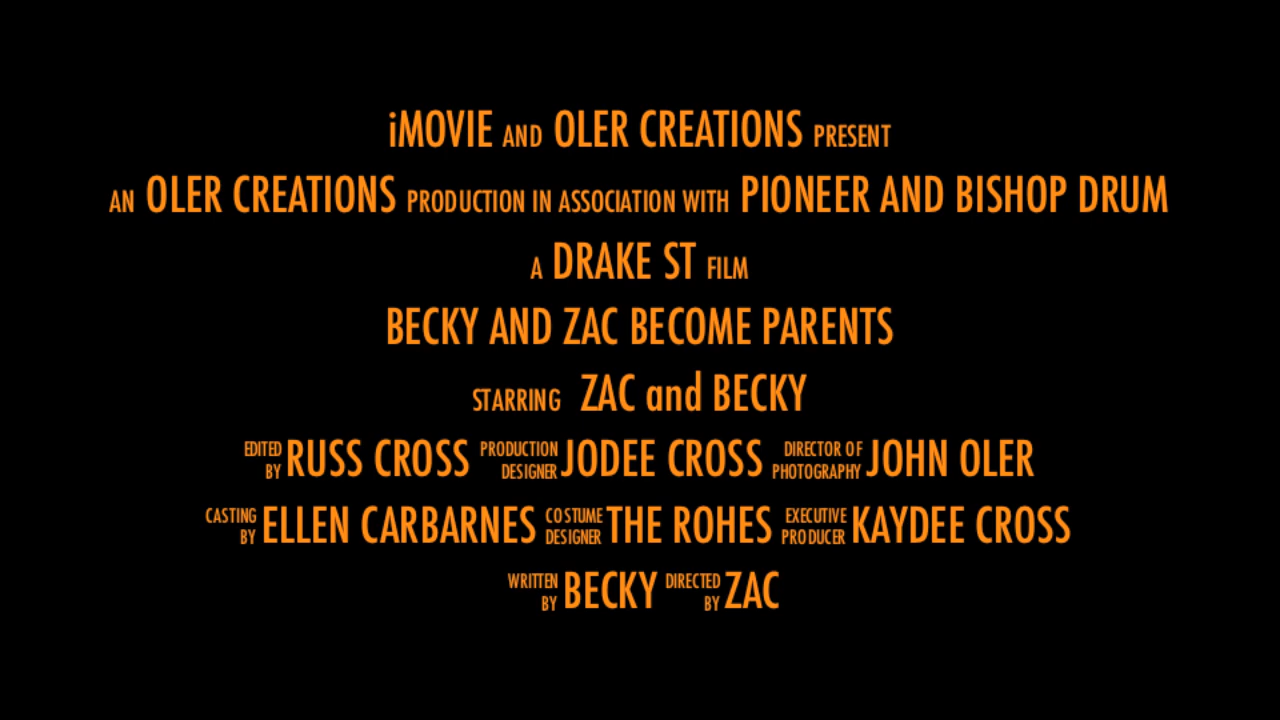 iMOVIE AND OLER CREATIONS PRESENT
AN OLER CREATIONS PRODUCTION IN ASSOCIATION WITH PIONEER AND BISHOP DRUM
A DRAKE ST FILM
BECKY AND ZAC BECOME PARENTS
STARRING ZAC and BECKY
EDITED BY RUSS CROSS PRODUCTION DESIGNER JODEE CROSS DIRECTOR OF PHOTOGRAPHY JOHN OLER
CASTING BY ELLEN CARBARNES COSTUME DESIGNER THE ROHES EXECUTIVE PRODUCER KAYDEE CROSS
WRITTEN BY BECKY DIRECTED BY ZAC